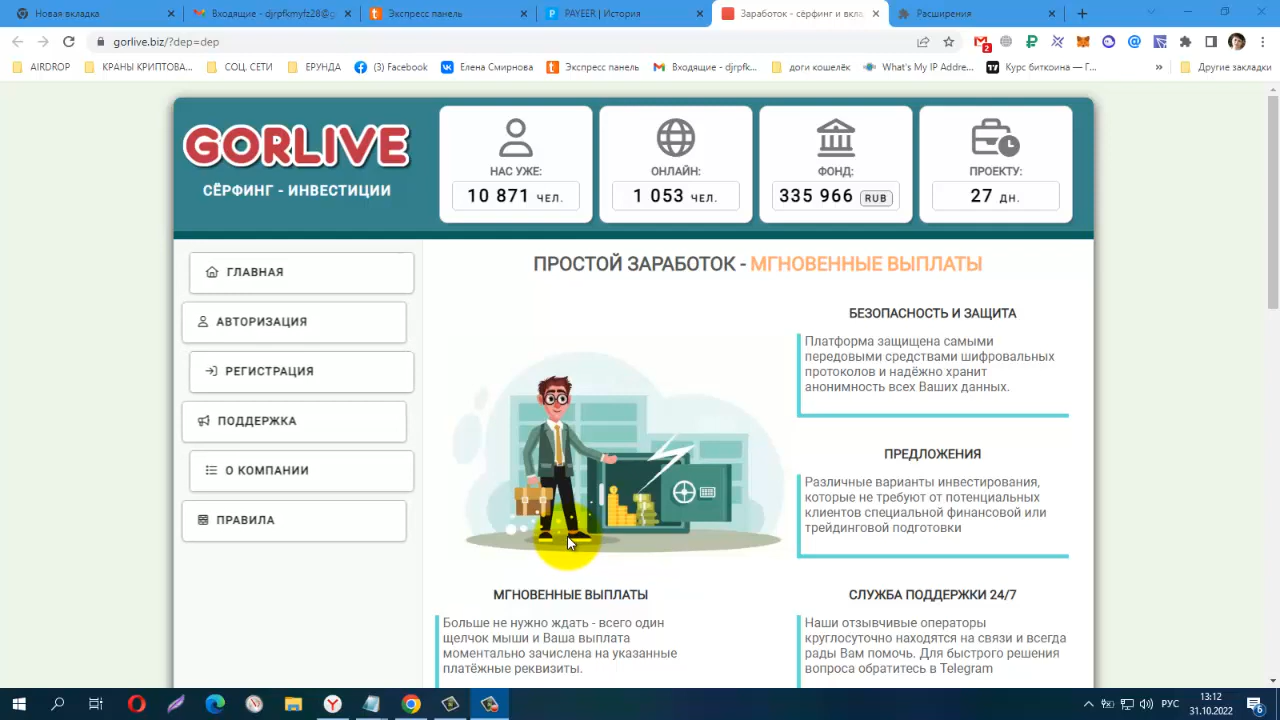 Новая вкладка
Входящие - djrpfkmyfz28@g
Экспресс панель
PAYEER | История
Заработок - сёрфинг и вкла
Расширения
gorlive.biz/?dep=dep
2
AIRDROP
КРАНЫ КРИПТОВА...
СОЦ. СЕТИ
ЕРУНДА
(3) Facebook
Елена Смирнова
Экспресс панель
Входящие - djrpfk...
доги кошелёк
What's My IP Addre...
Курс биткоина — Г...
»
Другие закладки
GORLIVE
СЁРФИНГ - ИНВЕСТИЦИИ
НАС УЖЕ:
10 871 ЧЕЛ.
ОНЛАЙН:
1 053 ЧЕЛ.
ФОНД:
335 966 RUB
ПРОЕКТУ:
27 ДН.
ГЛАВНАЯ
АВТОРИЗАЦИЯ
РЕГИСТРАЦИЯ
ПОДДЕРЖКА
О КОМПАНИИ
ПРАВИЛА
ПРОСТОЙ ЗАРАБОТОК - МГНОВЕННЫЕ ВЫПЛАТЫ
БЕЗОПАСНОСТЬ И ЗАЩИТА
Платформа защищена самыми
передовыми средствами шифровальных
протоколов и надёжно хранит
анонимность всех Ваших данных.
ПРЕДЛОЖЕНИЯ
Различные варианты инвестирования,
которые не требуют от потенциальных
клиентов специальной финансовой или
трейдинговой подготовки
МГНОВЕННЫЕ ВЫПЛАТЫ
Больше не нужно ждать - всего один
щелчок мыши и Ваша выплата
моментально зачислена на указанные
платёжные реквизиты.
СЛУЖБА ПОДДЕРЖКИ 24/7
Наши отзывчивые операторы
круглосуточно находятся на связи и всегда
рады Вам помочь. Для быстрого решения
вопроса обратитесь в Telegram
РУС
13:12
31.10.2022
6